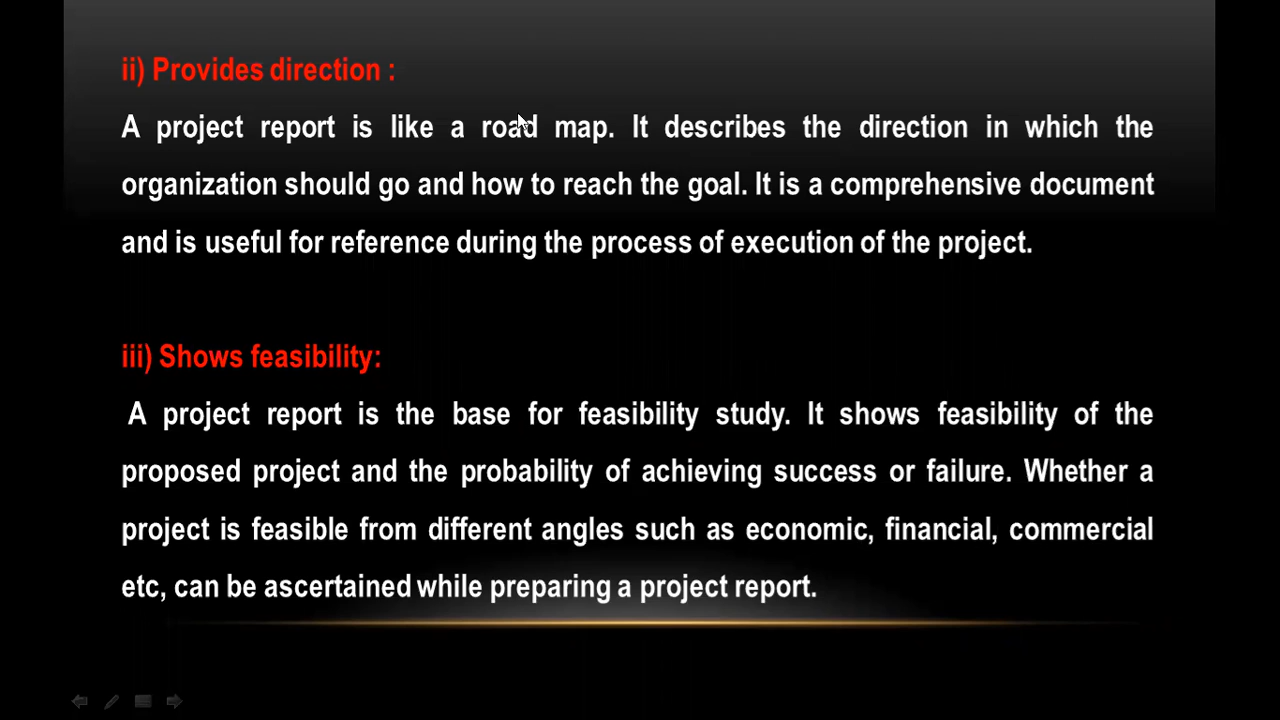 ii) Provides direction :
A project report is like a road map. It describes the direction in which the
organization should go and how to reach the goal. It is a comprehensive document
and is useful for reference during the process of execution of the project.
iii) Shows feasibility:
A project report is the base for feasibility study. It shows feasibility of the
proposed project and the probability of achieving success or failure. Whether a
project is feasible from different angles such as economic, financial, commercial
etc, can be ascertained while preparing a project report.